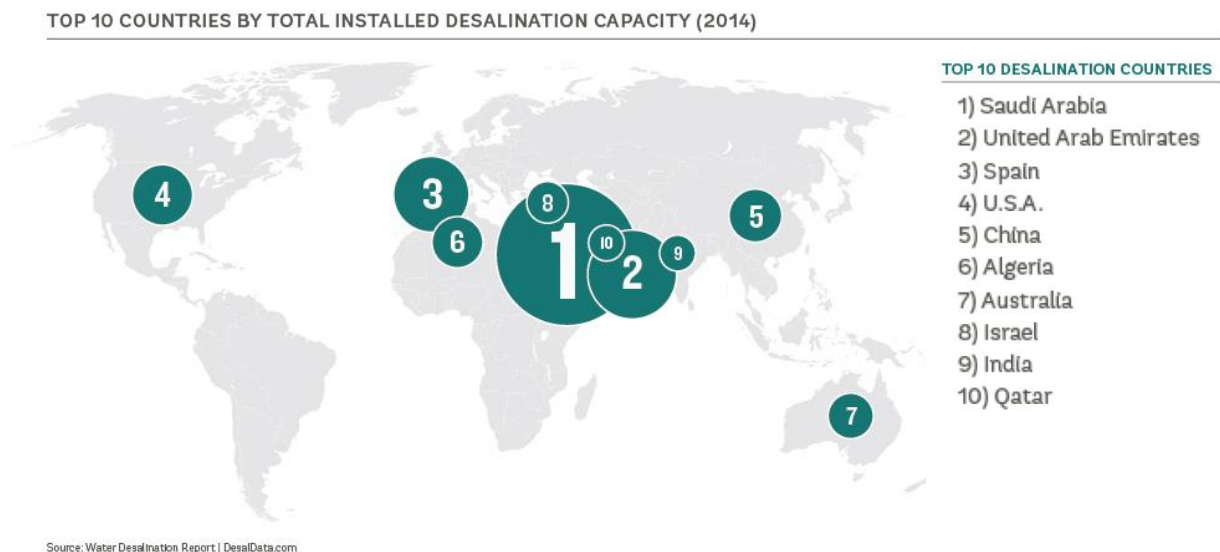 TOP 10 COUNTRIES BY TOTAL INSTALLED DESALINATION CAPACITY (2014)
TOP 10 DESALINATION COUNTRIES
1) Saudi Arabia
2) United Arab Emirates
3) Spain
4) U.S.A.
5) China
6) Algeria
7) Australia
8) Israel
9) India
10) Qatar
4
3
8
5
6
1
10
2
9
7
Source: Water Desalination Report | DesalData.com